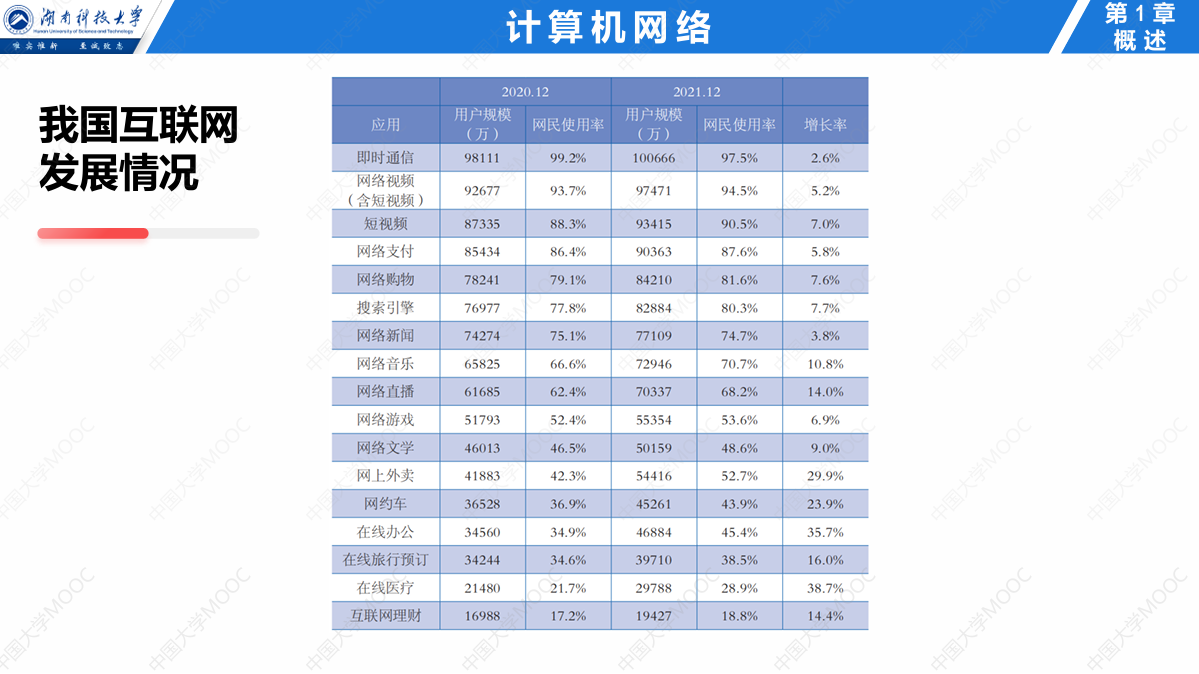 湖南科技大学
Hunan University of Science and Technology
唯实惟新 至诚致志
计算机网络
第1章
概述
我国互联网
发展情况
2020.12 2021.12
应用 用户规模(万) 网民使用率 用户规模(万) 网民使用率 增长率
即时通信 98111 99.2% 100666 97.5% 2.6%
网络视频(含短视频) 92677 93.7% 97471 94.5% 5.2%
短视频 87335 88.3% 93415 90.5% 7.0%
网络支付 85434 86.4% 90363 87.6% 5.8%
网络购物 78241 79.1% 84210 81.6% 7.6%
搜索引擎 76977 77.8% 82884 80.3% 7.7%
网络新闻 74274 75.1% 77109 74.7% 3.8%
网络音乐 65825 66.6% 72946 70.7% 10.8%
网络直播 61685 62.4% 70337 68.2% 14.0%
网络游戏 51793 52.4% 55354 53.6% 6.9%
网络文学 46013 46.5% 50159 48.6% 9.0%
网上外卖 41883 42.3% 54416 52.7% 29.9%
网约车 36528 36.9% 45261 43.9% 23.9%
在线办公 34560 34.9% 46884 45.4% 35.7%
在线旅行预订 34244 34.6% 39710 38.5% 16.0%
在线医疗 21480 21.7% 29788 28.9% 38.7%
互联网理财 16988 17.2% 19427 18.8% 14.4%
中国大学MOOC